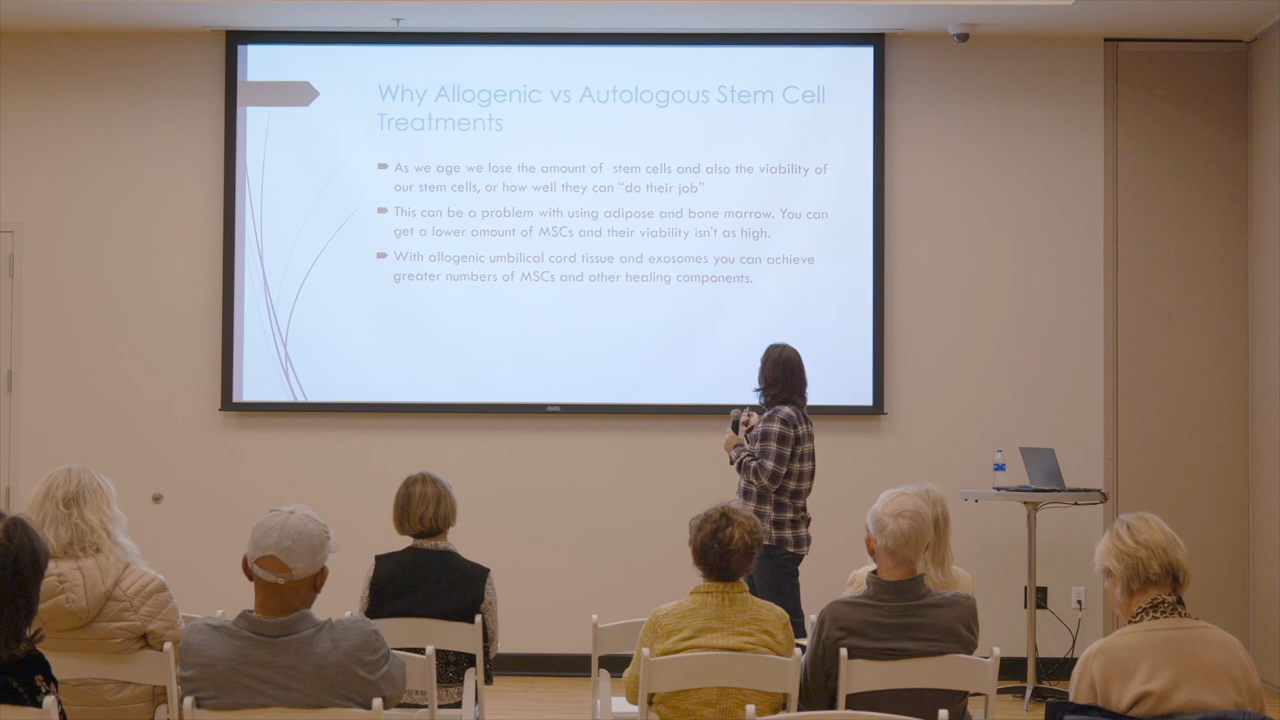 Why Allogenic vs Autologous Stem Cell
Treatments
As we age we lose the amount of stem cells and also the viability of
our stem cells, or how well they can "do their job"
This can be a problem with using adipose and bone marrow. You can
get a lower amount of MSCs and their viability isn't as high.
With allogenic umbilical cord tissue and exosomes you can achieve
greater numbers of MSCs and other healing components.